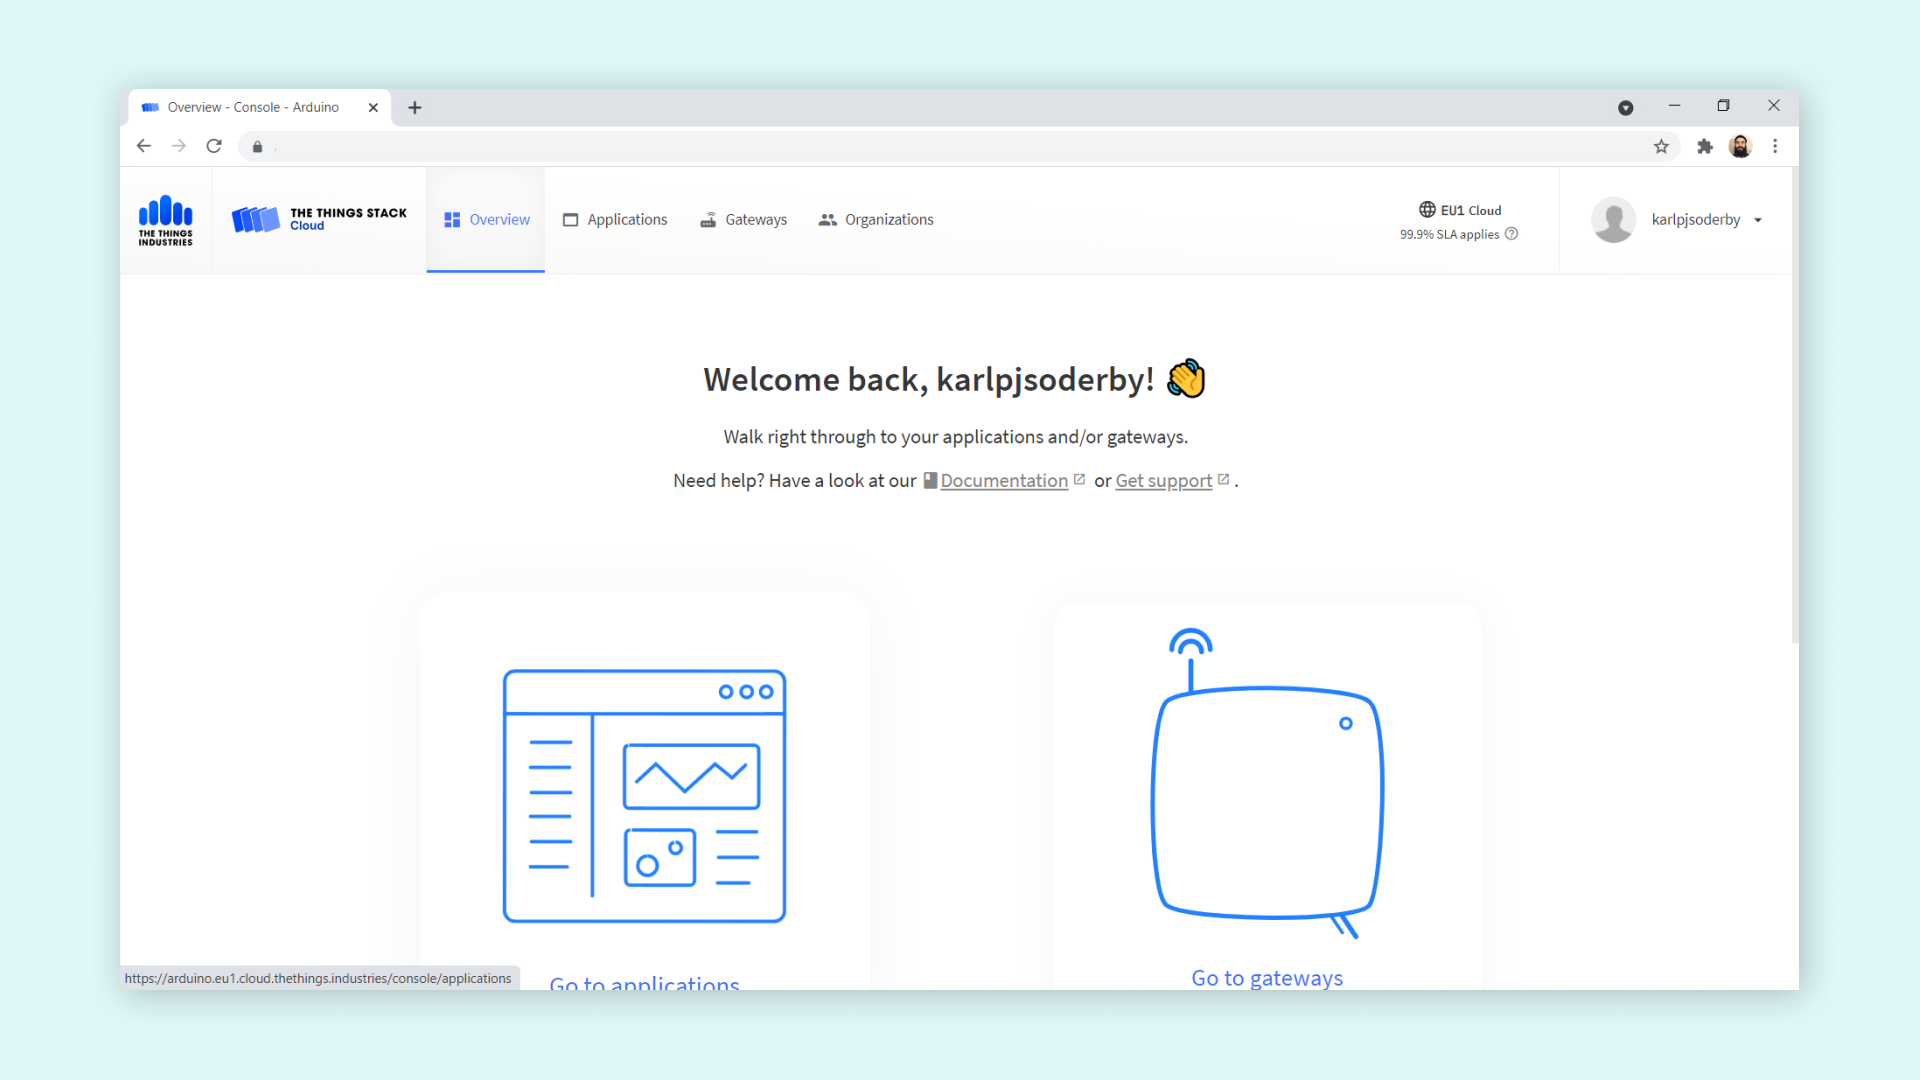 Overview - Console - Arduino
THE THINGS
INDUSTRIES
THE THINGS STACK
Cloud
Overview
Applications
Gateways
Organizations
EU1 Cloud
99.9% SLA applies
karlpjsoderby
Welcome back, karlpjsoderby!
Walk right through to your applications and/or gateways.
Need help? Have a look at our Documentation or Get support .
Go to applications
Go to gateways
https://arduino.eu1.cloud.thethings.industries/console/applications